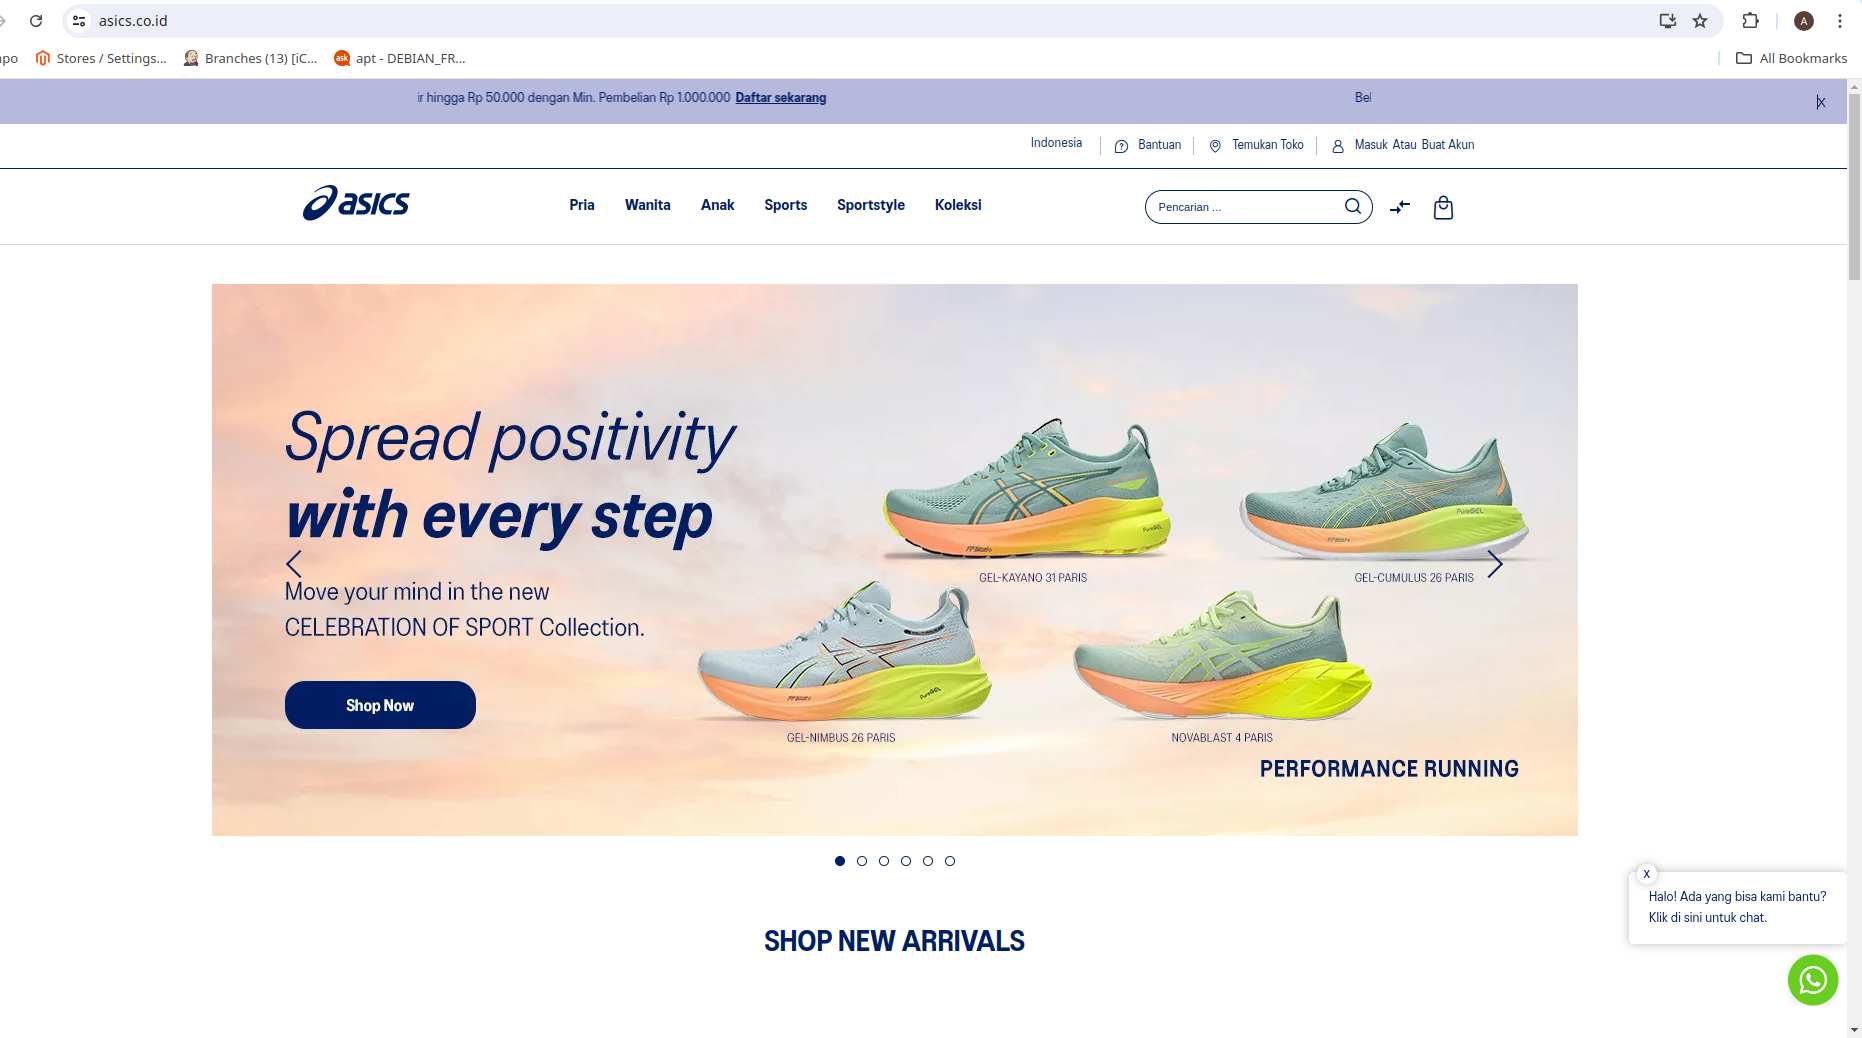 asics.co.id
Stores / Settings...
Branches (13) [iC...
ask
apt - DEBIAN_FR...
All Bookmarks
A
hingga Rp 50.000 dengan Min. Pembelian Rp 1.000.000 Daftar sekarang
X
Indonesia
Bantuan
Temukan Toko
Masuk Atau Buat Akun
asics
Pria
Wanita
Anak
Sports
Sportstyle
Koleksi
Pencarian ...
Spread positivity
with every step
Move your mind in the new
CELEBRATION OF SPORT Collection.
Shop Now
GEL-KAYANO 31 PARIS
GEL-CUMULUS 26 PARIS
GEL-NIMBUS 26 PARIS
NOVABLAST 4 PARIS
PERFORMANCE RUNNING
SHOP NEW ARRIVALS
X
Halo! Ada yang bisa kami bantu?
Klik di sini untuk chat.